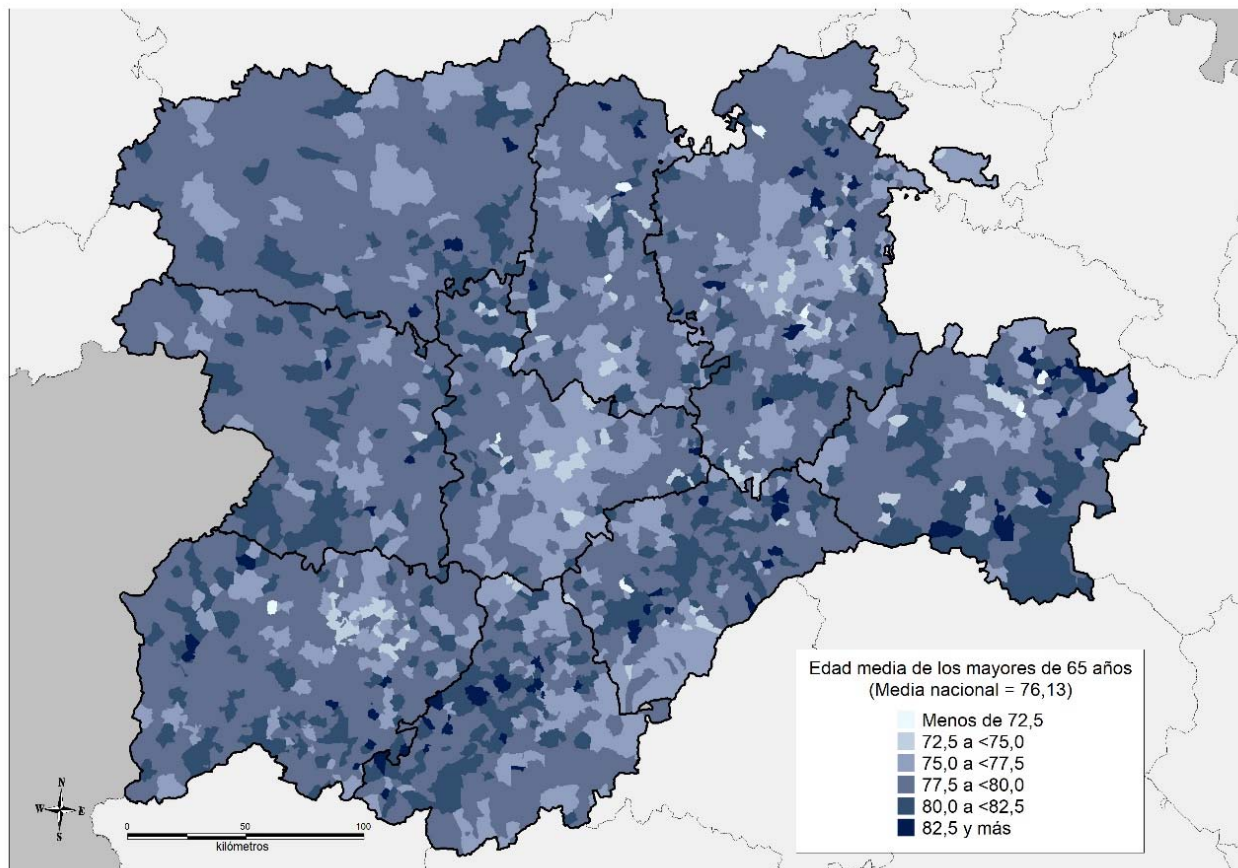 Edad media de los mayores de 65 años
(Media nacional = 76,13)
Menos de 72,5
72,5 a <75,0
75,0 a <77,5
77,5 a <80,0
80,0 a <82,5
82,5 y más
N
W E
S
0 50 100
kilómetros